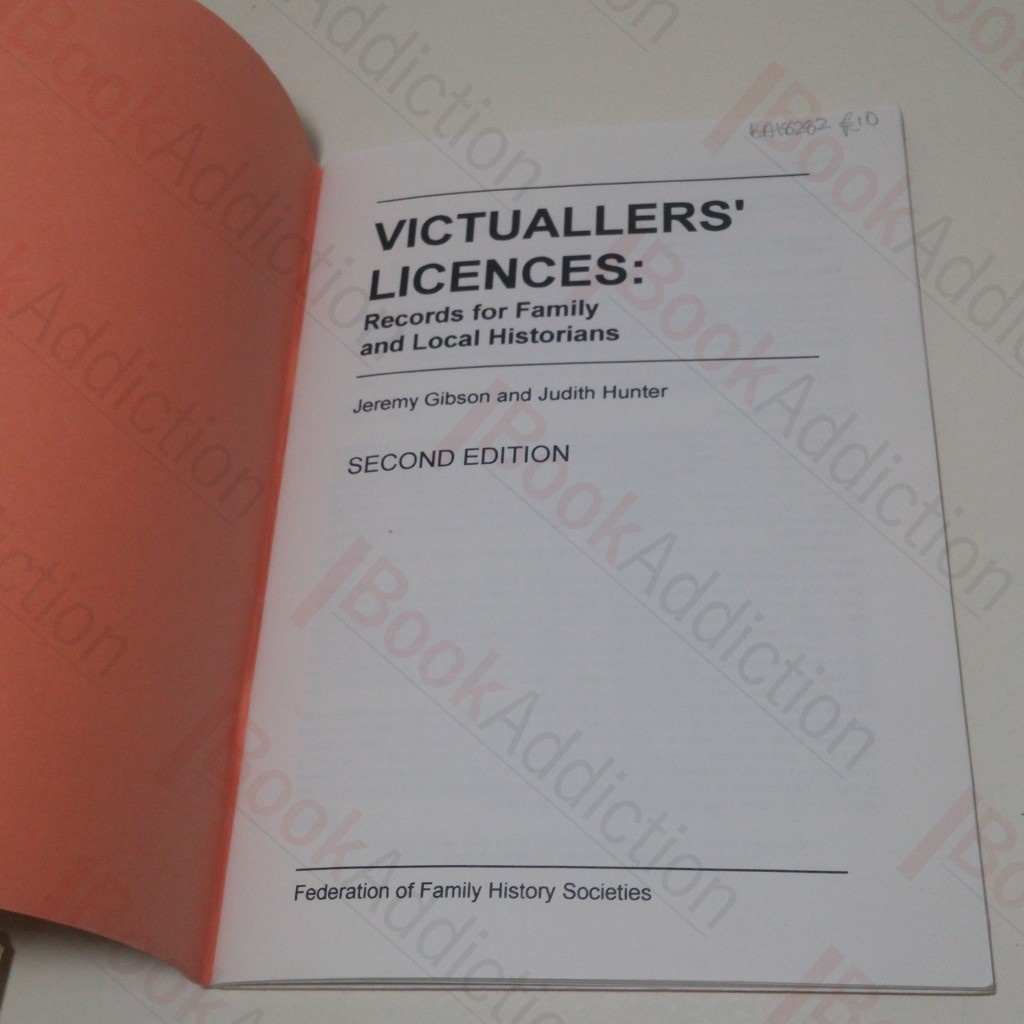 £10
VICTUALLERS'
LICENCES:
Records for Family
and Local Historians
Jeremy Gibson and Judith Hunter
SECOND EDITION
Federation of Family History Societies
BookAddiction